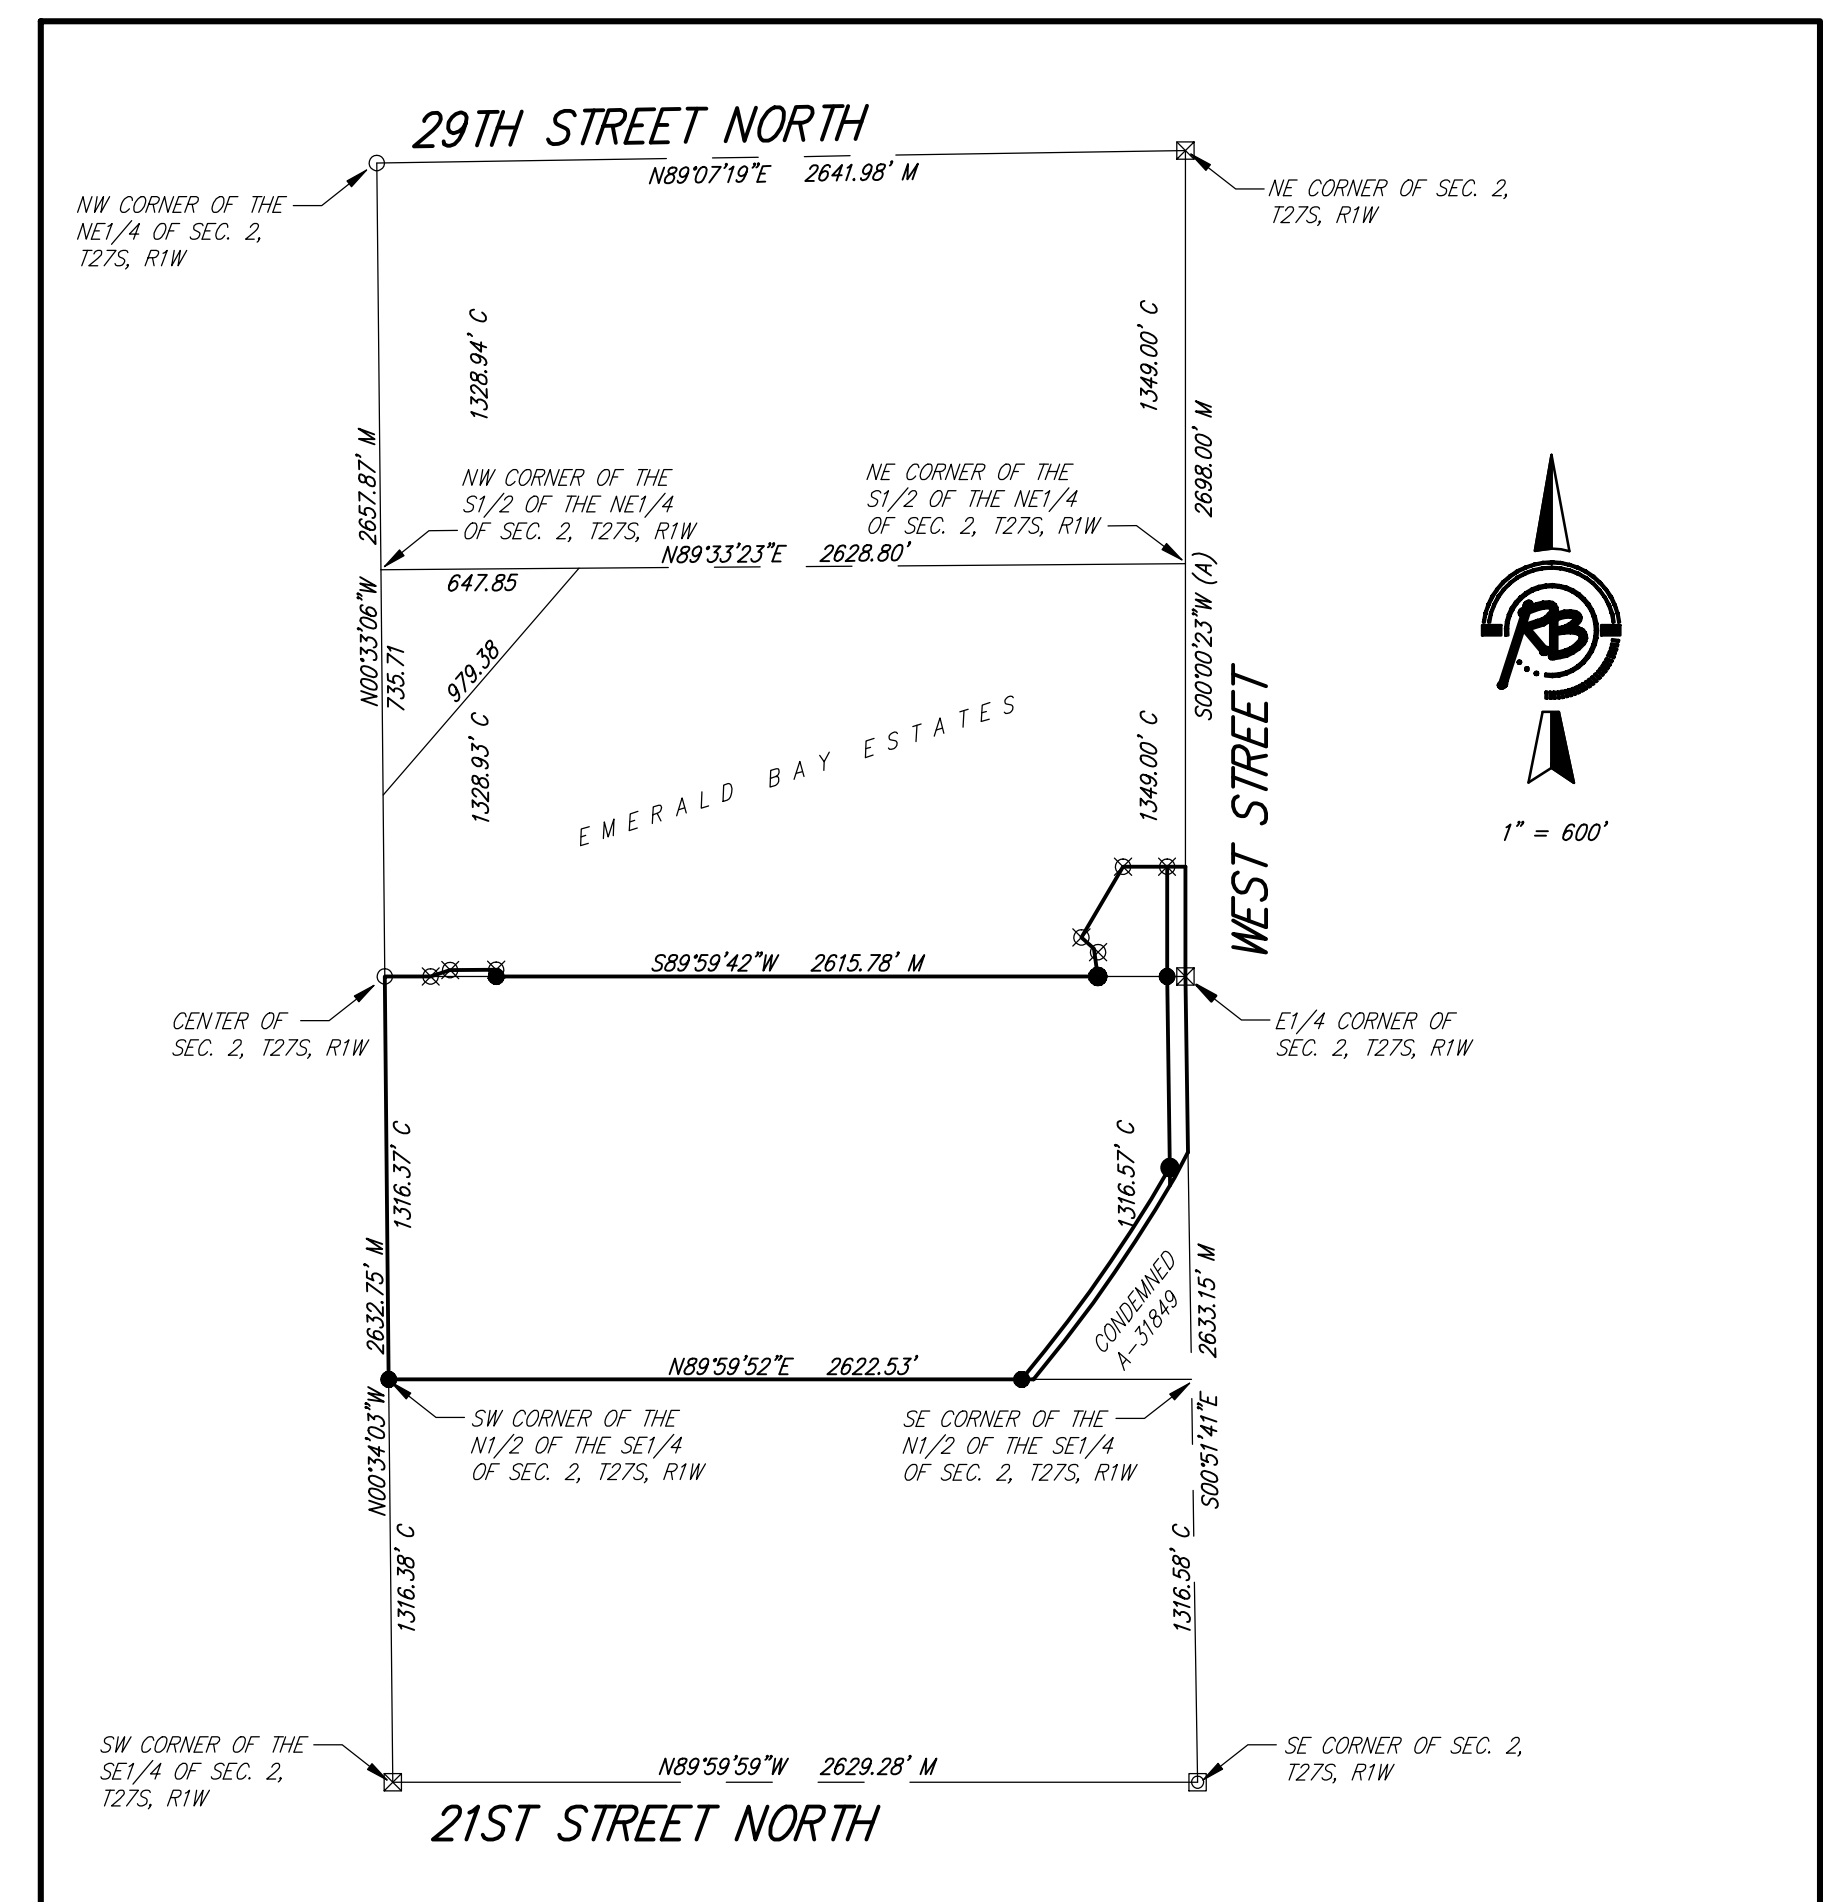 29TH STREET NORTH
N89°07'19"E 2641.98' M
NW CORNER OF THE
NE1/4 OF SEC. 2,
T27S, R1W
NE CORNER OF SEC. 2,
T27S, R1W
1328.94' C
1349.00' C
2657.87' M
2698.00' M
NW CORNER OF THE
S1/2 OF THE NE1/4
OF SEC. 2, T27S, R1W
NE CORNER OF THE
S1/2 OF THE NE1/4
OF SEC. 2, T27S, R1W
N89°33'23"E 2628.80'
647.85
N00°33'06"W
735.71
979.38
S00°00'23"W (A)
RB
1328.93' C
1349.00' C
EMERALD BAY ESTATES
WEST STREET
1" = 600'
S89°59'42"W 2615.78' M
CENTER OF
SEC. 2, T27S, R1W
E1/4 CORNER OF
SEC. 2, T27S, R1W
1316.37' C
1316.57' C
2632.75' M
CONDEMNED
A-31849
2633.15' M
N89°59'52"E 2622.53'
N00°34'03"W
SW CORNER OF THE
N1/2 OF THE SE1/4
OF SEC. 2, T27S, R1W
SE CORNER OF THE
N1/2 OF THE SE1/4
OF SEC. 2, T27S, R1W
S00°51'41"E
1316.38' C
1316.58' C
SW CORNER OF THE
SE1/4 OF SEC. 2,
T27S, R1W
N89°59'59"W 2629.28' M
SE CORNER OF SEC. 2,
T27S, R1W
21ST STREET NORTH